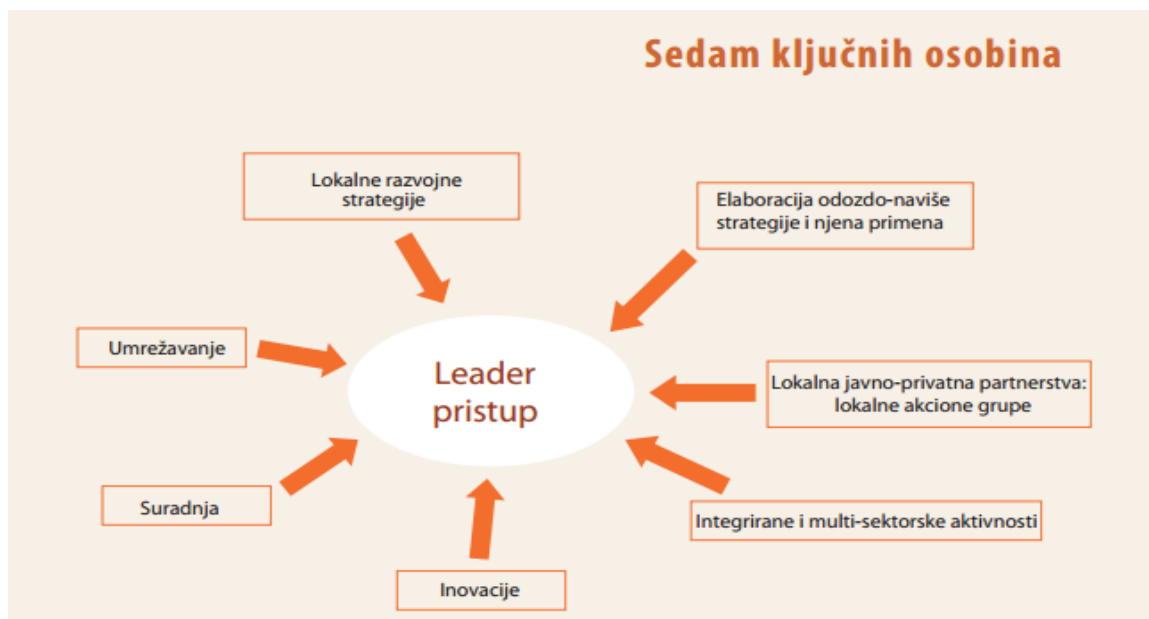 Sedam ključnih osobina
Lokalne razvojne
strategije
Elaboracija odozdo-naviše
strategije i njena primena
Umrežavanje
Leader
pristup
Lokalna javno-privatna partnerstva:
lokalne akcione grupe
Suradnja
Integrirane i multi-sektorske aktivnosti
Inovacije